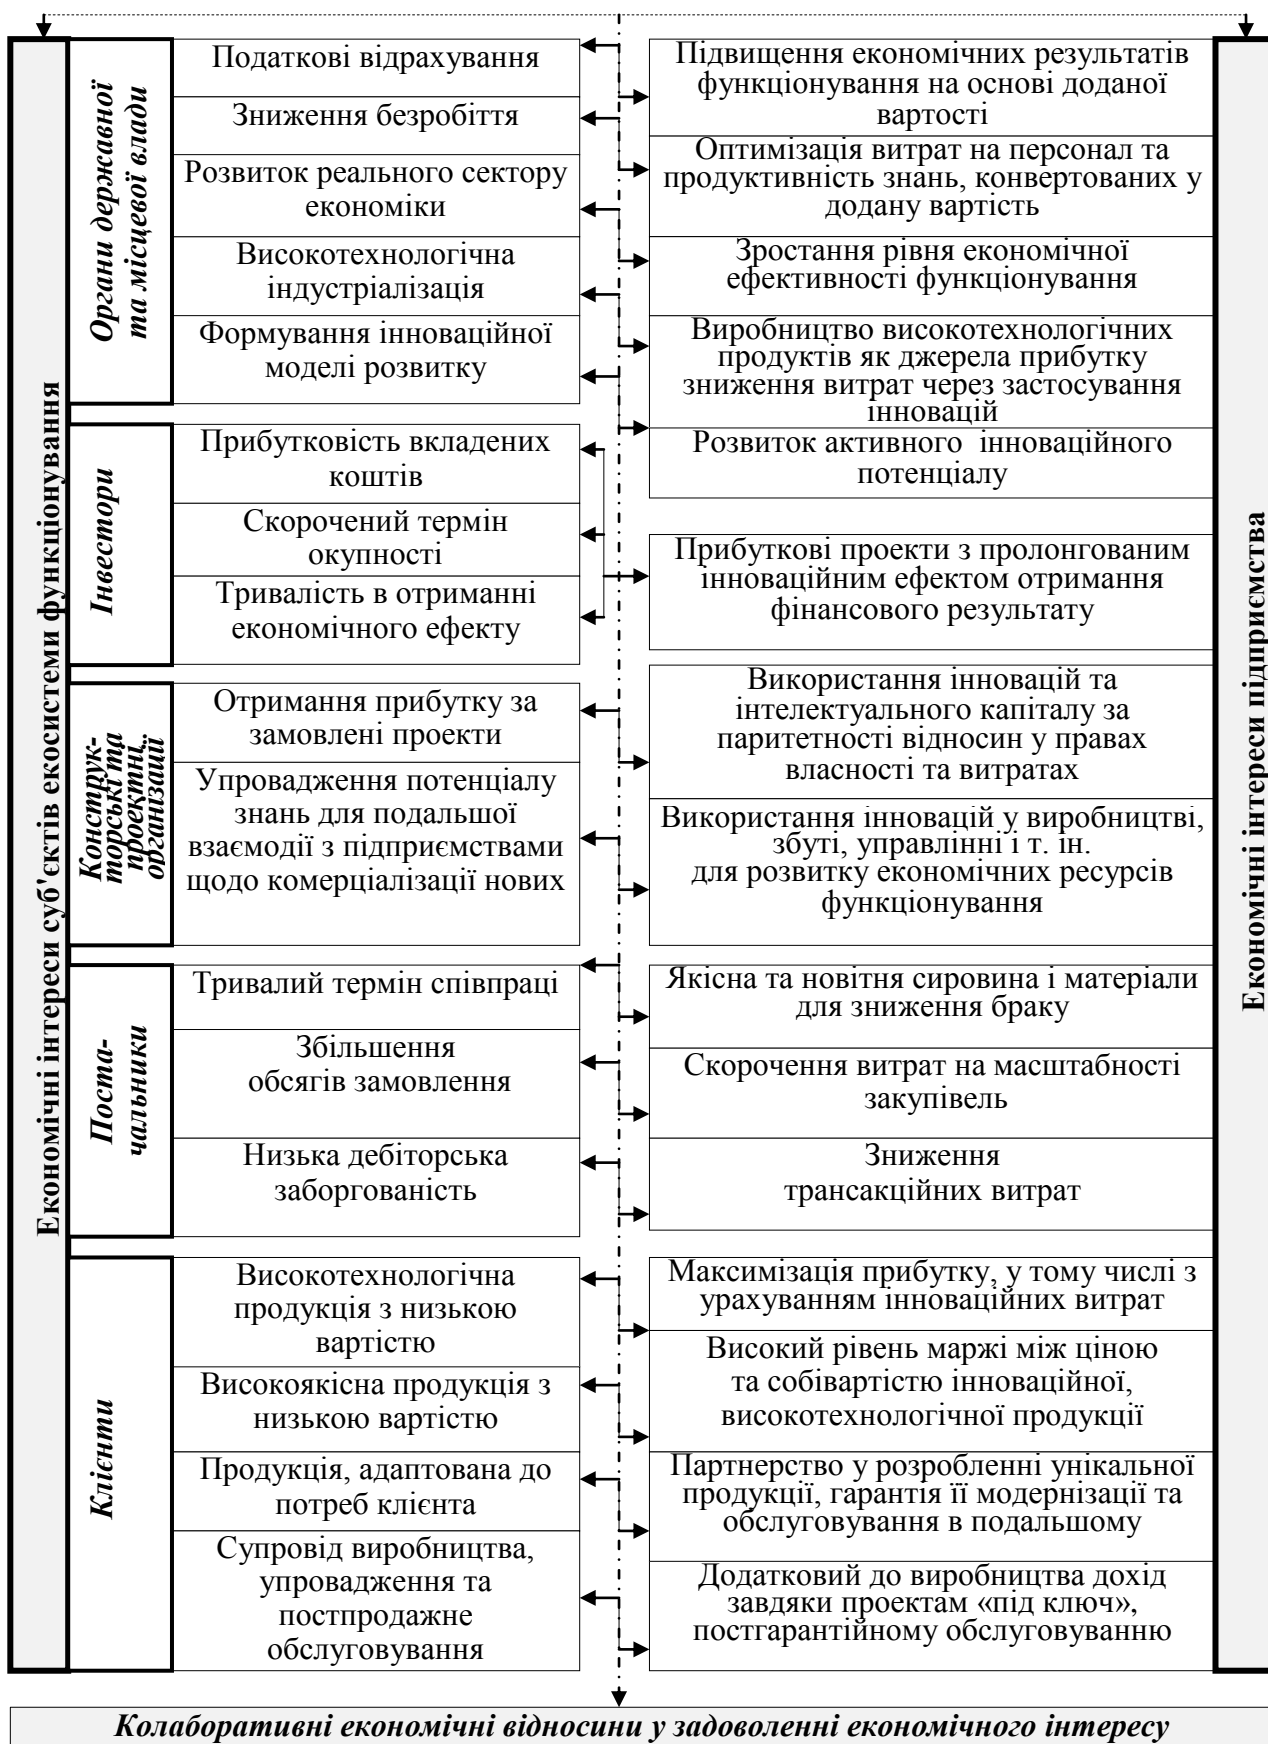 Економічні інтереси суб’єктів екосистеми функціонування
Органи державної
та місцевої влади
Податкові відрахування
Зниження безробіття
Розвиток реального сектору
економіки
Високотехнологічна
індустріалізація
Формування інноваційної
моделі розвитку
Підвищення економічних результатів
функціонування на основі доданої
вартості
Оптимізація витрат на персонал та
продуктивність знань, конвертованих у
додану вартість
Зростання рівня економічної
ефективності функціонування
Виробництво високотехнологічних
продуктів як джерела прибутку
зниження витрат через застосування
інновацій
Розвиток активного інноваційного
потенціалу
Інвестори
Прибутковість вкладених
коштів
Скорочений термін
окупності
Тривалість в отриманні
економічного ефекту
Прибуткові проекти з пролонгованим
інноваційним ефектом отримання
фінансового результату
Конструк-
торські та
проектні
організації
Отримання прибутку за
замовлені проекти
Упровадження потенціалу
знань для подальшої
взаємодії з підприємствами
щодо комерціалізації нових
Використання інновацій та
інтелектуального капіталу за
паритетності відносин у правах
власності та витратах
Використання інновацій у виробництві,
збуті, управлінні і т. ін.
для розвитку економічних ресурсів
функціонування
Поста-
чальники
Тривалий термін співпраці
Збільшення
обсягів замовлення
Низька дебіторська
заборгованість
Якісна та новітня сировина і матеріали
для зниження браку
Скорочення витрат на масштабності
закупівель
Зниження
трансакційних витрат
Клієнти
Високотехнологічна
продукція з низькою
вартістю
Високоякісна продукція з
низькою вартістю
Продукція, адаптована до
потреб клієнта
Супровід виробництва,
упровадження та
постпродажне
обслуговування
Максимізація прибутку, у тому числі з
урахуванням інноваційних витрат
Високий рівень маржі між ціною
та собівартістю інноваційної,
високотехнологічної продукції
Партнерство у розробленні унікальної
продукції, гарантія її модернізації та
обслуговування в подальшому
Додатковий до виробництва дохід
завдяки проектам «під ключ»,
постгарантійному обслуговуванню
Економічні інтереси підприємства
Колаборативні економічні відносини у задоволенні економічного інтересу